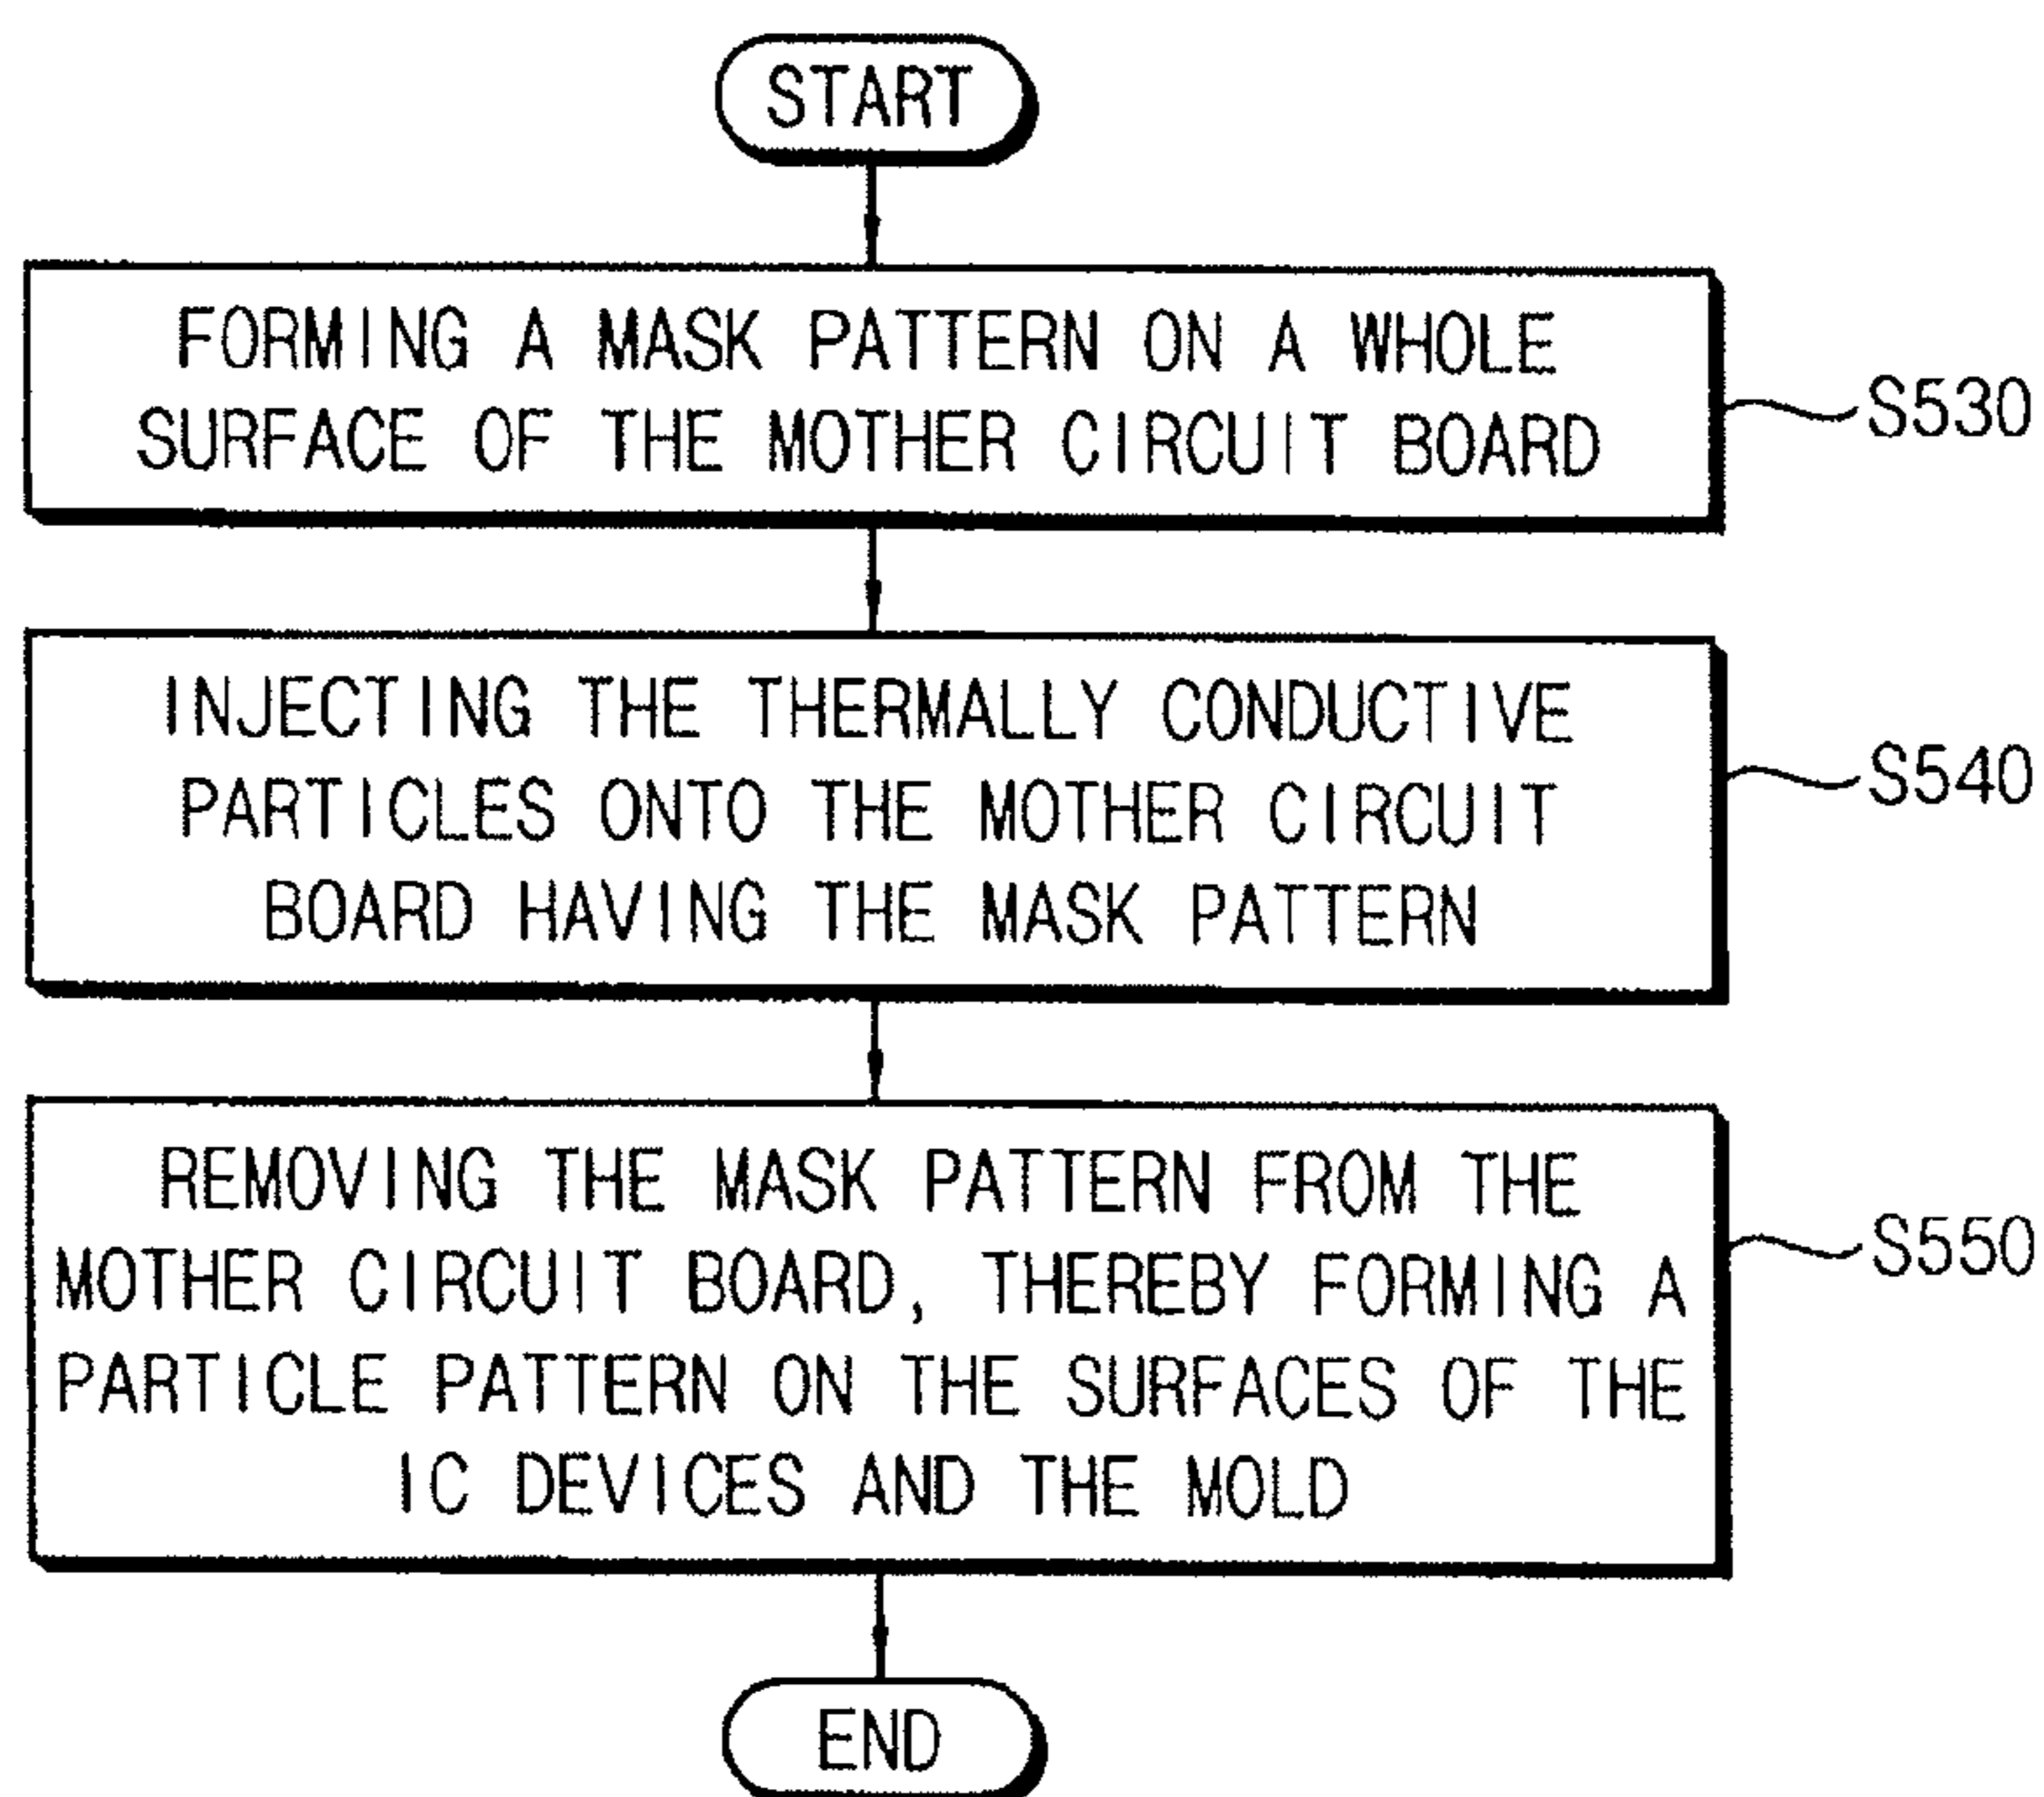 START
FORMING A MASK PATTERN ON A WHOLE
SURFACE OF THE MOTHER CIRCUIT BOARD
S530
INJECTING THE THERMALLY CONDUCTIVE
PARTICLES ONTO THE MOTHER CIRCUIT
BOARD HAVING THE MASK PATTERN
S540
REMOVING THE MASK PATTERN FROM THE
MOTHER CIRCUIT BOARD, THEREBY FORMING A
PARTICLE PATTERN ON THE SURFACES OF THE
IC DEVICES AND THE MOLD
S550
END